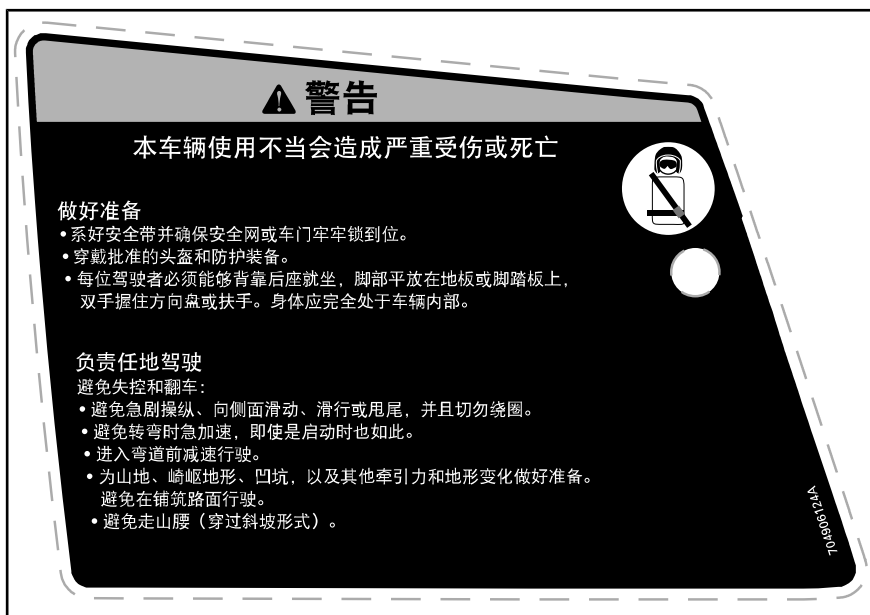 警告
本车辆使用不当会造成严重受伤或死亡
做好准备
•系好安全带并确保安全网或车门牢牢锁到位。
•穿戴批准的头盔和防护装备。
•每位驾驶者必须能够背靠后座就坐，脚部平放在地板或脚踏板上，
双手握住方向盘或扶手。身体应完全处于车辆内部。
负责任地驾驶
避免失控和翻车：
•避免急剧操纵、向侧面滑动、滑行或甩尾，并且切勿绕圈。
•避免转弯时急加速，即使是启动时也如此。
•进入弯道前减速行驶。
•为山地、崎岖地形、凹坑，以及其他牵引力和地形变化做好准备。
避免在铺筑路面行驶。
•避免走山腰（穿过斜坡形式）。
704906124A